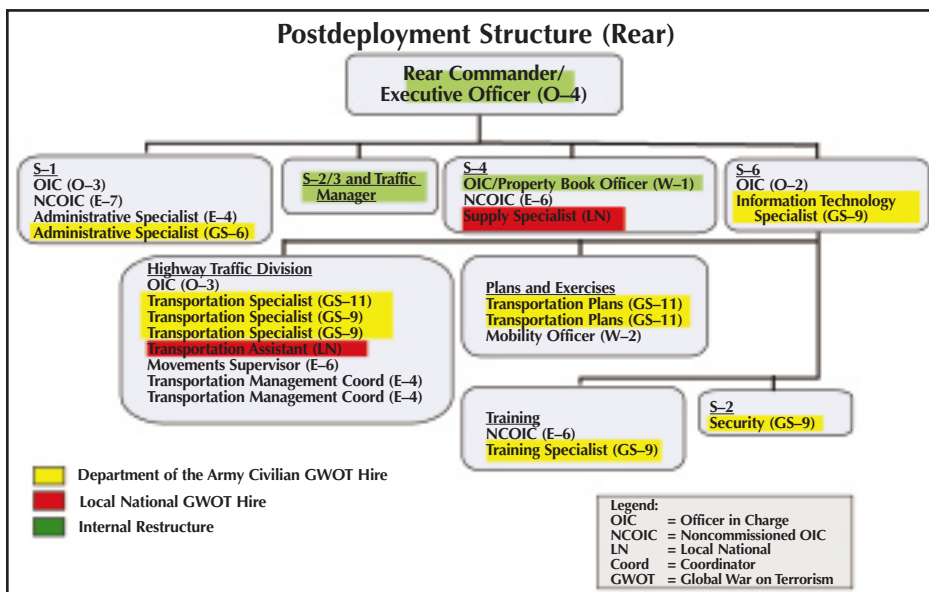 Postdeployment Structure (Rear)
Rear Commander/
Executive Officer (O–4)
S–1
OIC (O–3)
NCOIC (E–7)
Administrative Specialist (E–4)
Administrative Specialist (GS–6)
S–2/3 and Traffic
Manager
S–4
OIC/Property Book Officer (W–1)
NCOIC (E–6)
Supply Specialist (LN)
S–6
OIC (O–2)
Information Technology
Specialist (GS–9)
Highway Traffic Division
OIC (O–3)
Transportation Specialist (GS–11)
Transportation Specialist (GS–9)
Transportation Specialist (GS–9)
Transportation Assistant (LN)
Movements Supervisor (E–6)
Transportation Management Coord (E–4)
Transportation Management Coord (E–4)
Plans and Exercises
Transportation Plans (GS–11)
Transportation Plans (GS–11)
Mobility Officer (W–2)
Training
NCOIC (E–6)
Training Specialist (GS–9)
S–2
Security (GS–9)
Department of the Army Civilian GWOT Hire
Local National GWOT Hire
Internal Restructure
Legend:
OIC = Officer in Charge
NCOIC = Noncommissioned OIC
LN = Local National
Coord = Coordinator
GWOT = Global War on Terrorism